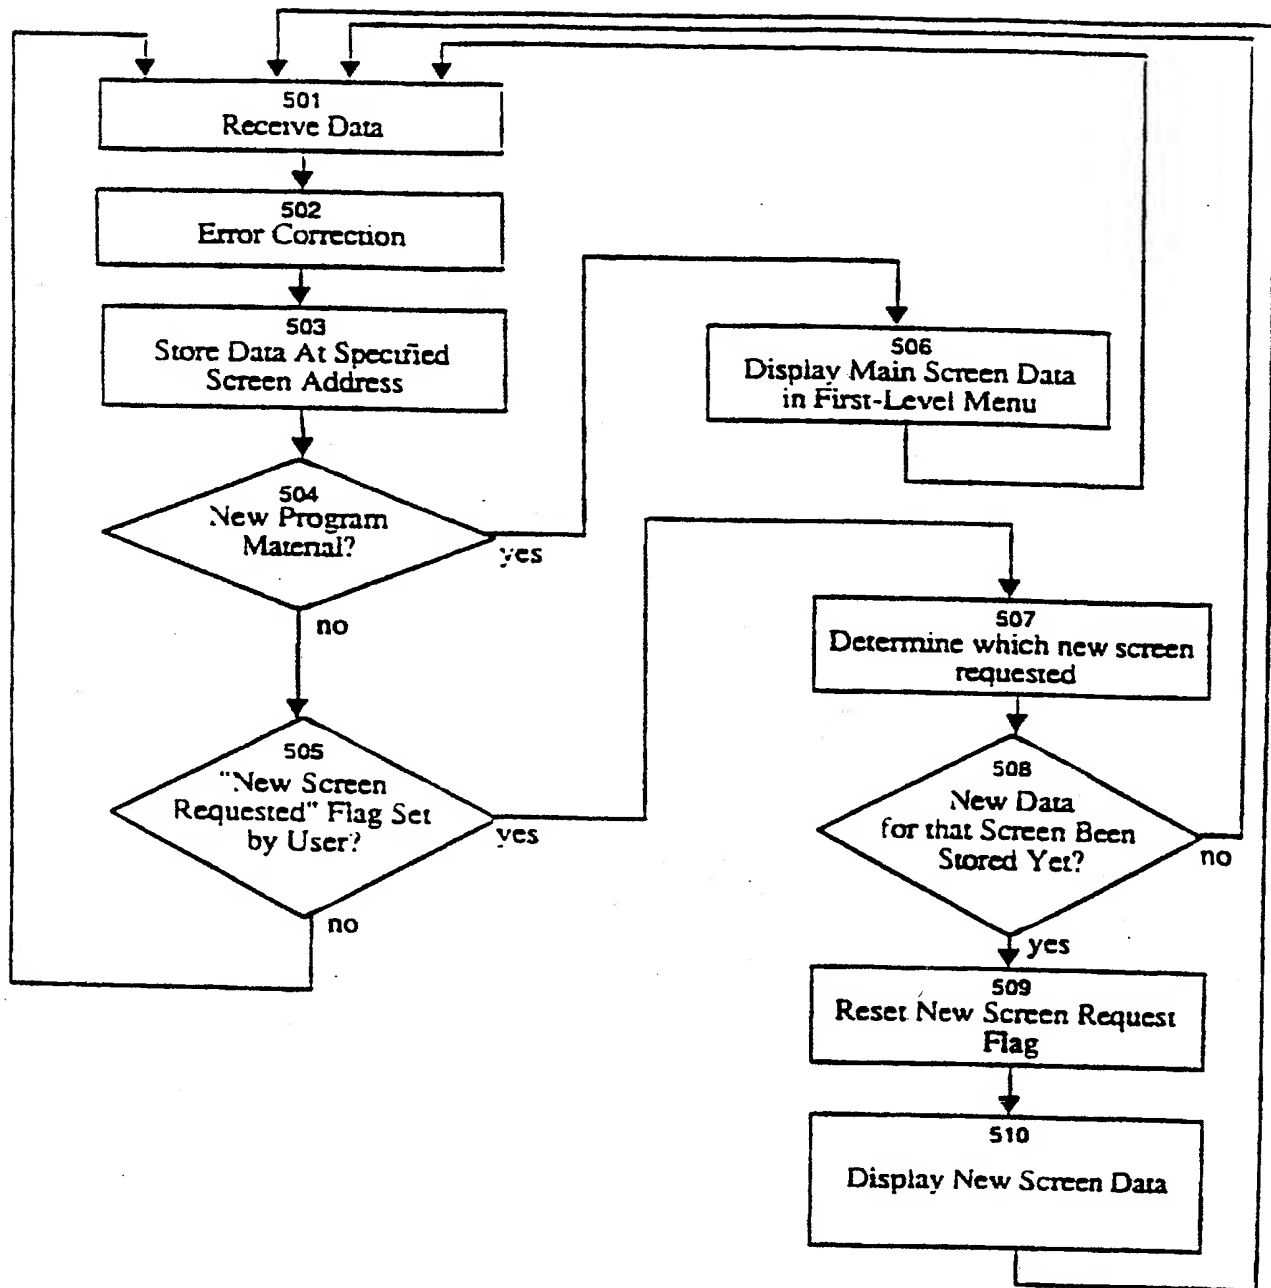 501
Receive Data
502
Error Correction
503
Store Data At Specified
Screen Address
504
New Program
Material?
yes
no
505
"New Screen
Requested" Flag Set
by User?
yes
no
506
Display Main Screen Data
in First-Level Menu
507
Determine which new screen
requested
508
New Data
for that Screen Been
Stored Yet?
no
yes
509
Reset New Screen Request
Flag
510
Display New Screen Data